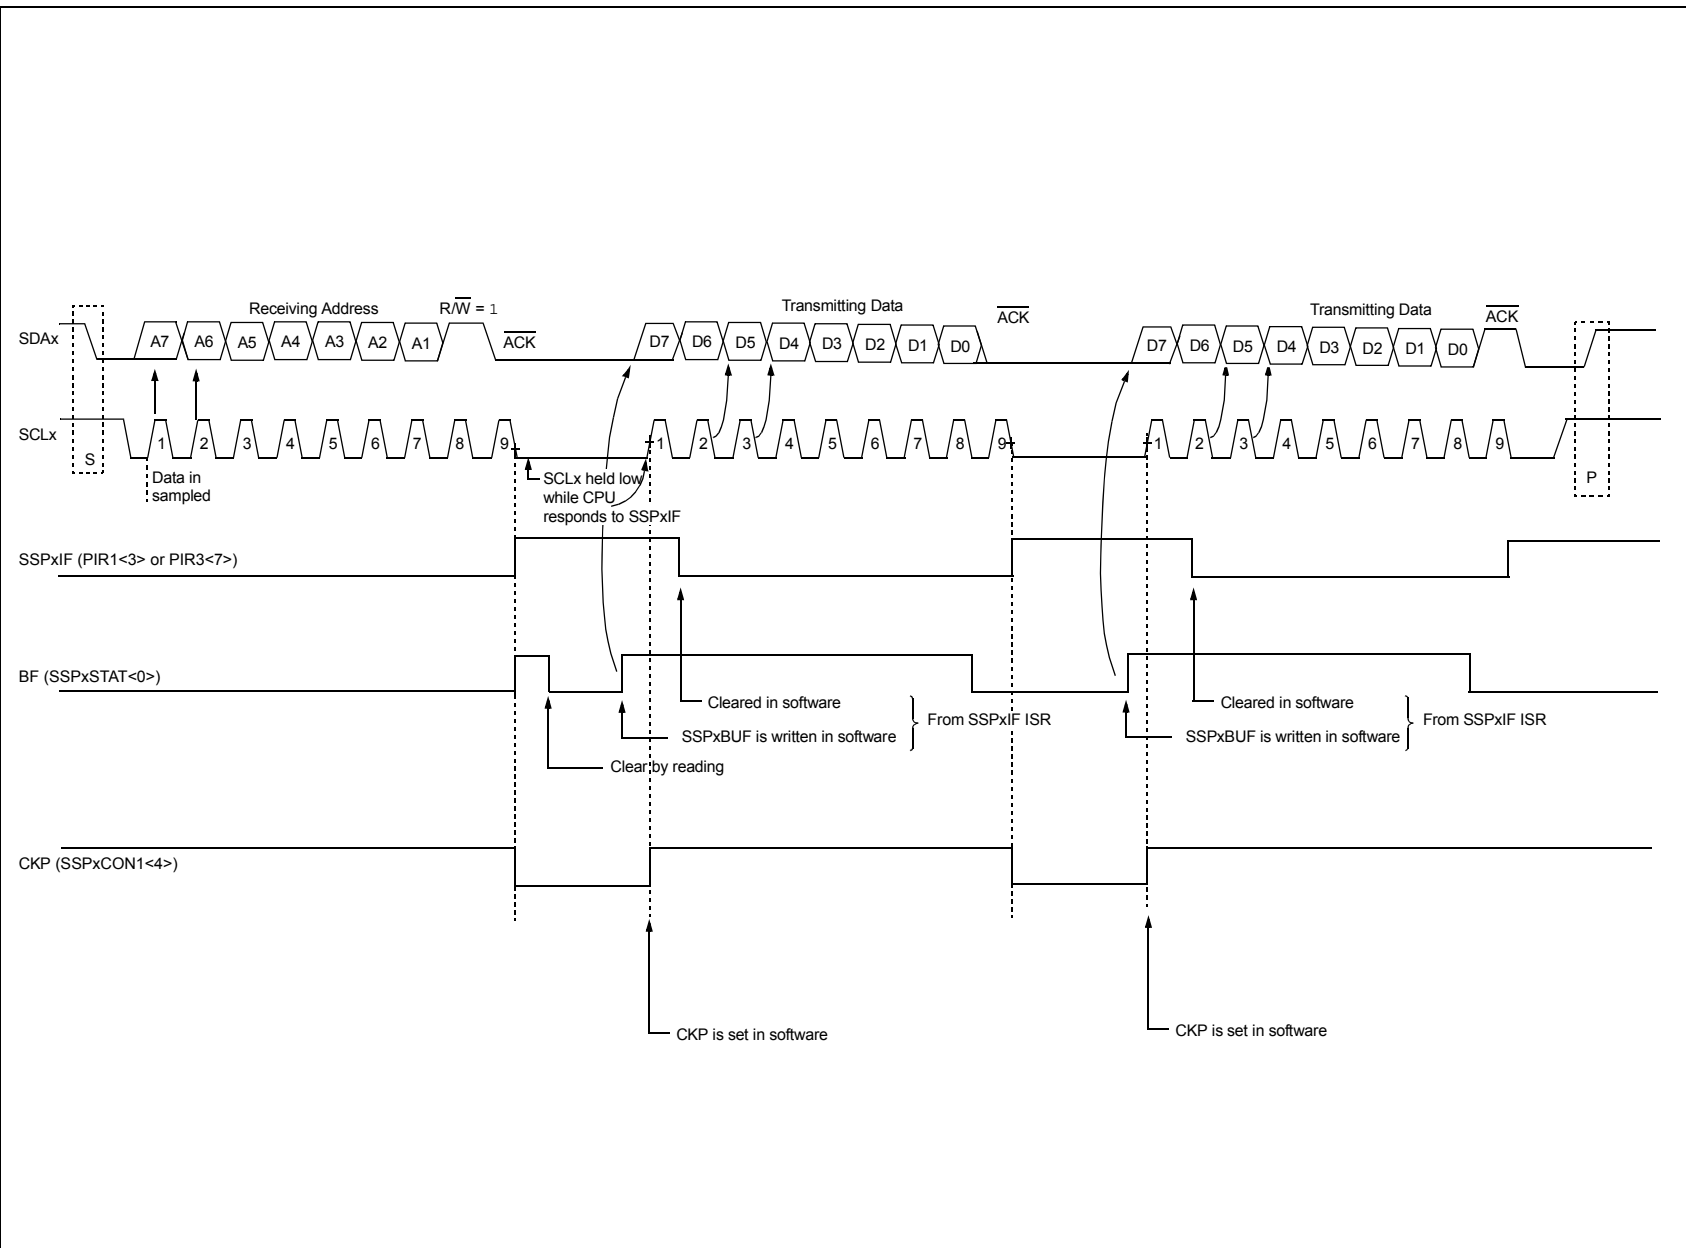 Receiving Address
R/W = 1
Transmitting Data
ACK
Transmitting Data
ACK
SDAx
A7 A6 A5 A4 A3 A2 A1
ACK
D7 D6 D5 D4 D3 D2 D1 D0
D7 D6 D5 D4 D3 D2 D1 D0
SCLx
S
1 2 3 4 5 6 7 8 9
1 2 3 4 5 6 7 8 9
1 2 3 4 5 6 7 8 9
P
Data in
sampled
SCLx held low
while CPU
responds to SSPxIF
SSPxIF (PIR1<3> or PIR3<7>)
BF (SSPxSTAT<0>)
Cleared in software
SSPxBUF is written in software
From SSPxIF ISR
Clear by reading
Cleared in software
SSPxBUF is written in software
From SSPxIF ISR
CKP (SSPxCON1<4>)
CKP is set in software
CKP is set in software